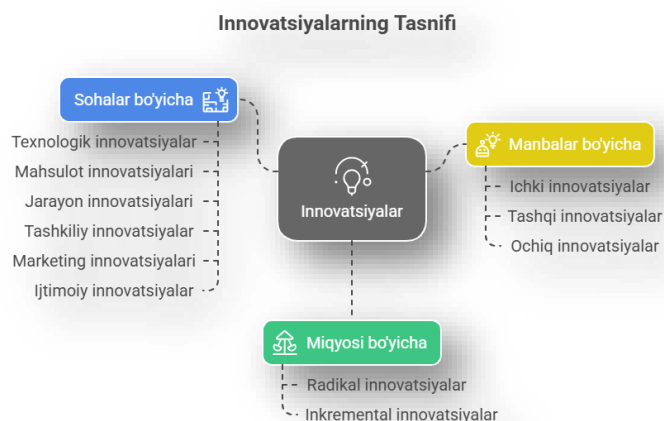 Innovatsiyalarning Tasnifi
Sohalar bo'yicha
Texnologik innovatsiyalar
Mahsulot innovatsiyalari
Jarayon innovatsiyalari
Tashkiliy innovatsiyalar
Marketing innovatsiyalari
Ijtimoiy innovatsiyalar
Innovatsiyalar
Manbalar bo'yicha
Ichki innovatsiyalar
Tashqi innovatsiyalar
Ochiq innovatsiyalar
Miqyosi bo'yicha
Radikal innovatsiyalar
Inkremental innovatsiyalar